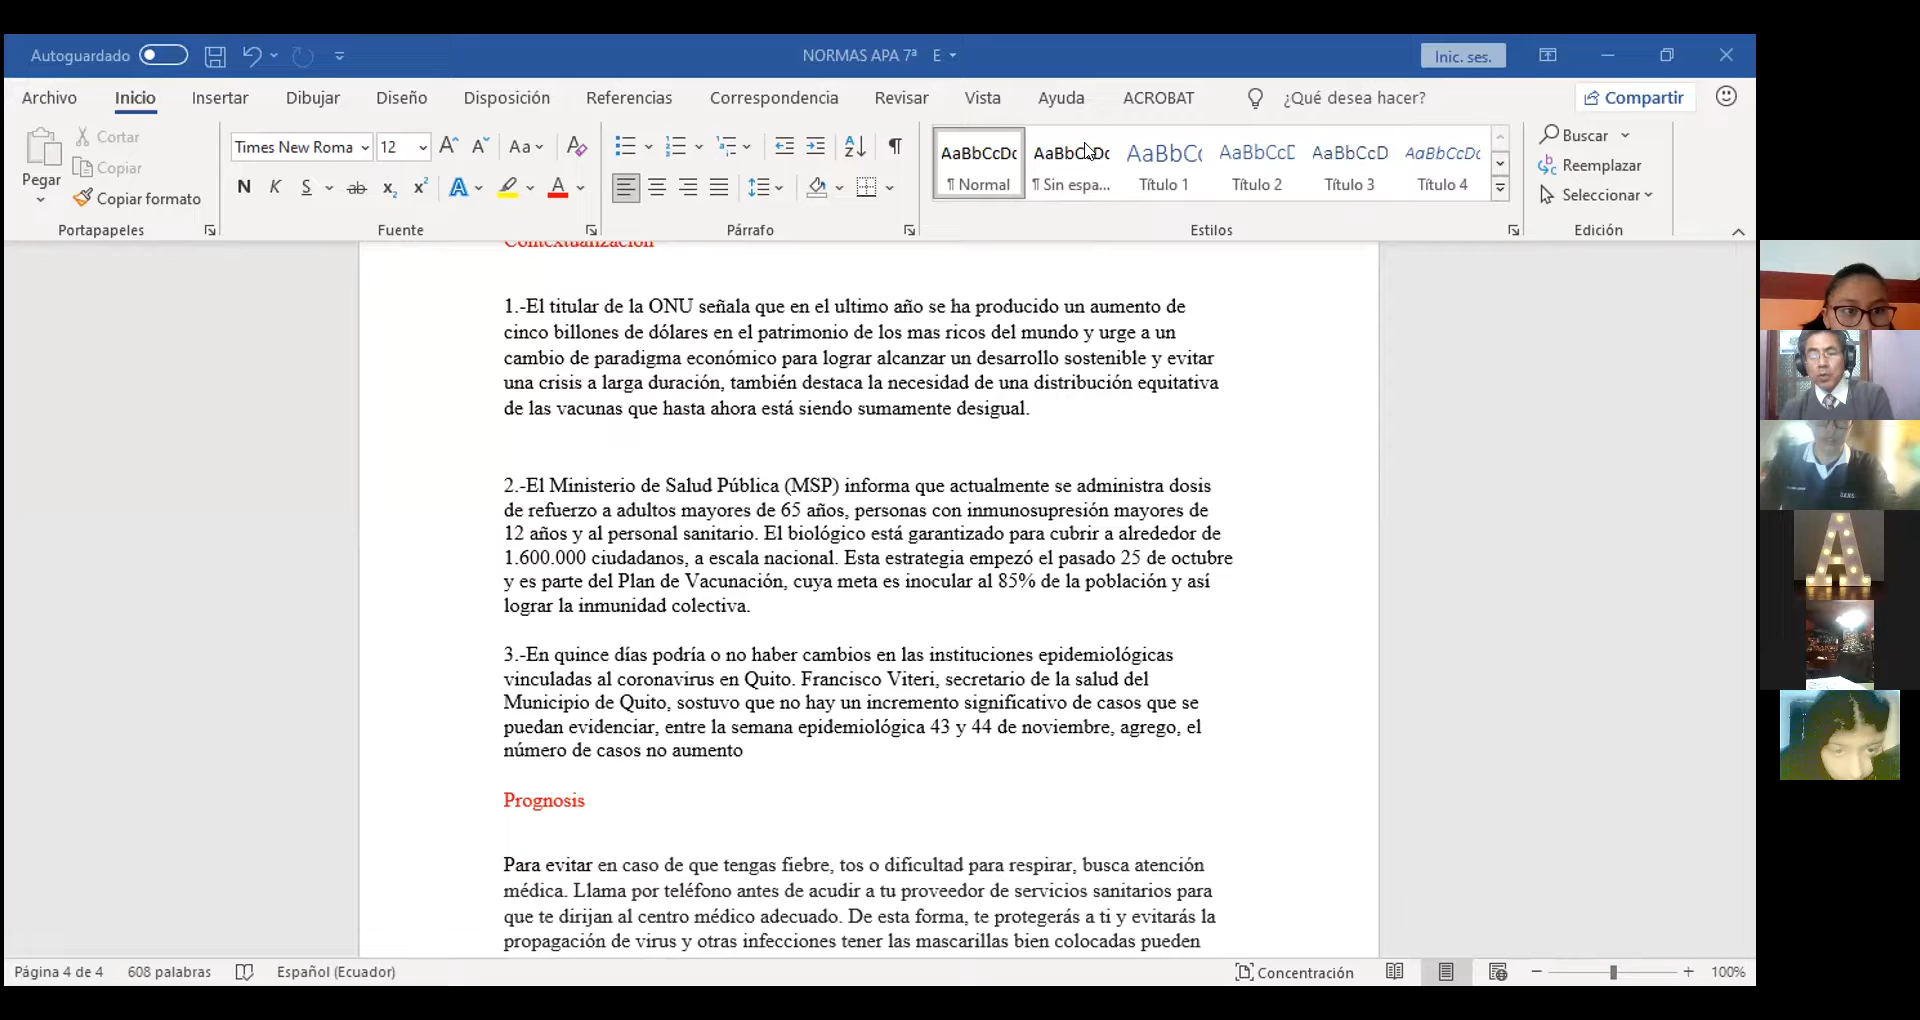 Autoguardado
NORMAS APA 7ª E
Inic. ses.
Archivo Inicio Insertar Dibujar Diseño Disposición Referencias Correspondencia Revisar Vista Ayuda ACROBAT ¿Qué desea hacer? Compartir
Pegar
Cortar
Copiar
Copiar formato
Portapapeles
Times New Roma 12
Aa
N K S ab x₂ x² A A
Fuente
Párrafo
AaBbCcDc AaBbCcDc AaBbC( AaBbCcE AaBbCcD AaBbCcDc
¶ Normal ¶ Sin espa... Título 1 Título 2 Título 3 Título 4
Estilos
Buscar
Reemplazar
Seleccionar
Edición
Contextualización
1.-El titular de la ONU señala que en el ultimo año se ha producido un aumento de
cinco billones de dólares en el patrimonio de los mas ricos del mundo y urge a un
cambio de paradigma económico para lograr alcanzar un desarrollo sostenible y evitar
una crisis a larga duración, también destaca la necesidad de una distribución equitativa
de las vacunas que hasta ahora está siendo sumamente desigual.
2.-El Ministerio de Salud Pública (MSP) informa que actualmente se administra dosis
de refuerzo a adultos mayores de 65 años, personas con inmunosupresión mayores de
12 años y al personal sanitario. El biológico está garantizado para cubrir a alrededor de
1.600.000 ciudadanos, a escala nacional. Esta estrategia empezó el pasado 25 de octubre
y es parte del Plan de Vacunación, cuya meta es inocular al 85% de la población y así
lograr la inmunidad colectiva.
3.-En quince días podría o no haber cambios en las instituciones epidemiológicas
vinculadas al coronavirus en Quito. Francisco Viteri, secretario de la salud del
Municipio de Quito, sostuvo que no hay un incremento significativo de casos que se
puedan evidenciar, entre la semana epidemiológica 43 y 44 de noviembre, agrego, el
número de casos no aumento
Prognosis
Para evitar en caso de que tengas fiebre, tos o dificultad para respirar, busca atención
médica. Llama por teléfono antes de acudir a tu proveedor de servicios sanitarios para
que te dirijan al centro médico adecuado. De esta forma, te protegerás a ti y evitarás la
propagación de virus y otras infecciones tener las mascarillas bien colocadas pueden
Página 4 de 4 608 palabras Español (Ecuador) Concentración 100%
A